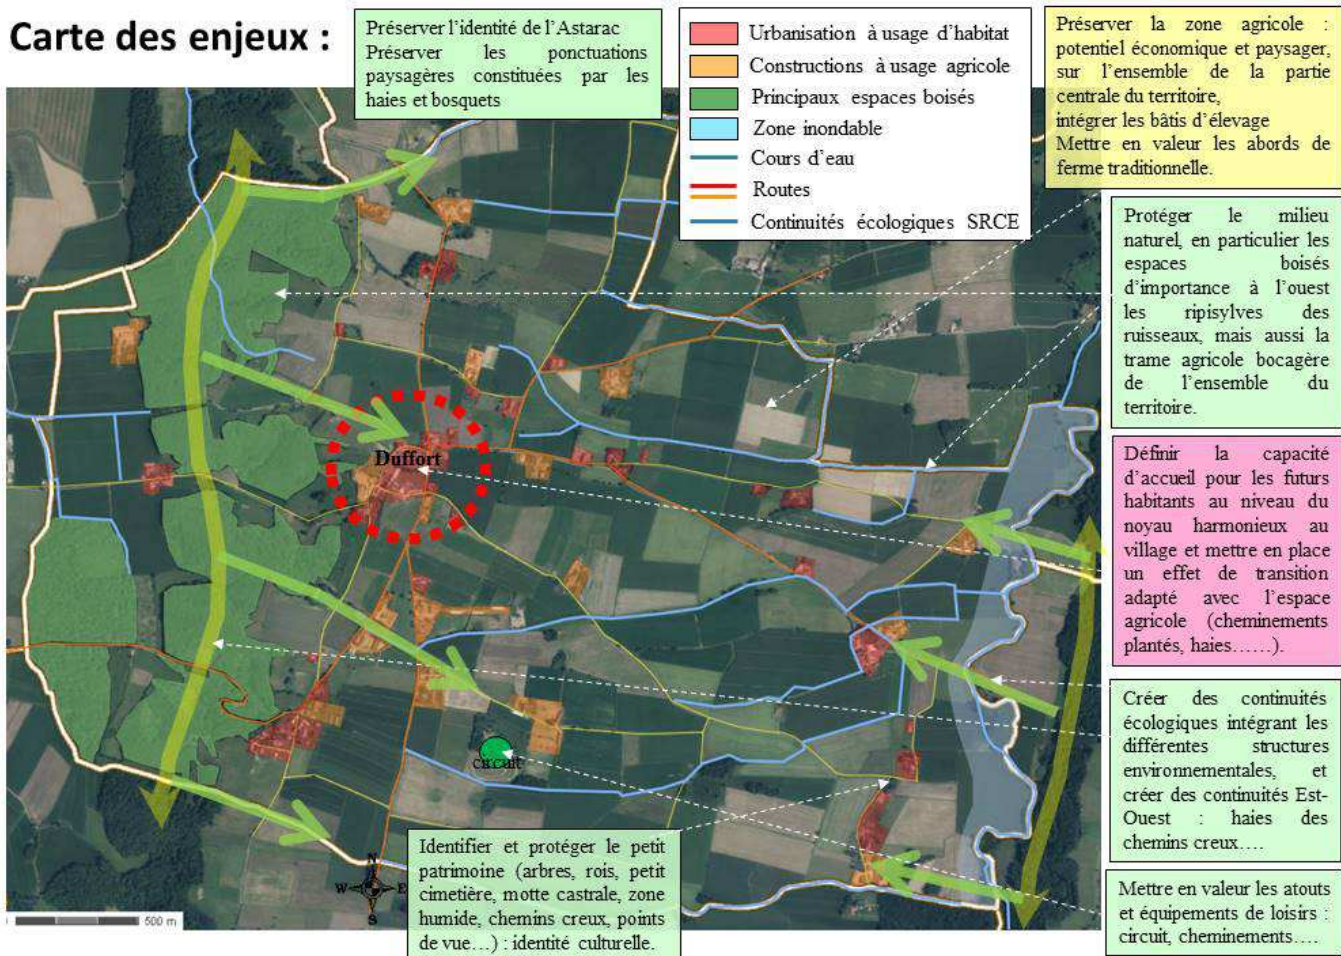 Carte des enjeux :
Préserver l'identité de l'Astarac
Préserver les ponctuations
paysagères constituées par les
haies et bosquets
Urbanisation à usage d'habitat
Constructions à usage agricole
Principaux espaces boisés
Zone inondable
Cours d'eau
Routes
Continuités écologiques SRCE
Préserver la zone agricole :
potentiel économique et paysager,
sur l'ensemble de la partie
centrale du territoire,
intégrer les bâtis d'élevage
Mettre en valeur les abords de
ferme traditionnelle.
Protéger le milieu
naturel, en particulier les
espaces boisés
d'importance à l'ouest
les ripisylves des
ruisseaux, mais aussi la
trame agricole bocagère
de l'ensemble du
territoire.
Définir la capacité
d'accueil pour les futurs
habitants au niveau du
noyau harmonieux au
village et mettre en place
un effet de transition
adapté avec l'espace
agricole (cheminements
plantés, haies……).
Créer des continuités
écologiques intégrant les
différentes structures
environnementales, et
créer des continuités Est-
Ouest : haies des
chemins creux….
Mettre en valeur les atouts
et équipements de loisirs :
circuit, cheminements….
Duffort
circuit
Identifier et protéger le petit
patrimoine (arbres, rois, petit
cimetière, motte castrale, zone
humide, chemins creux, points
de vue…) : identité culturelle.
N
W E
S
500 m